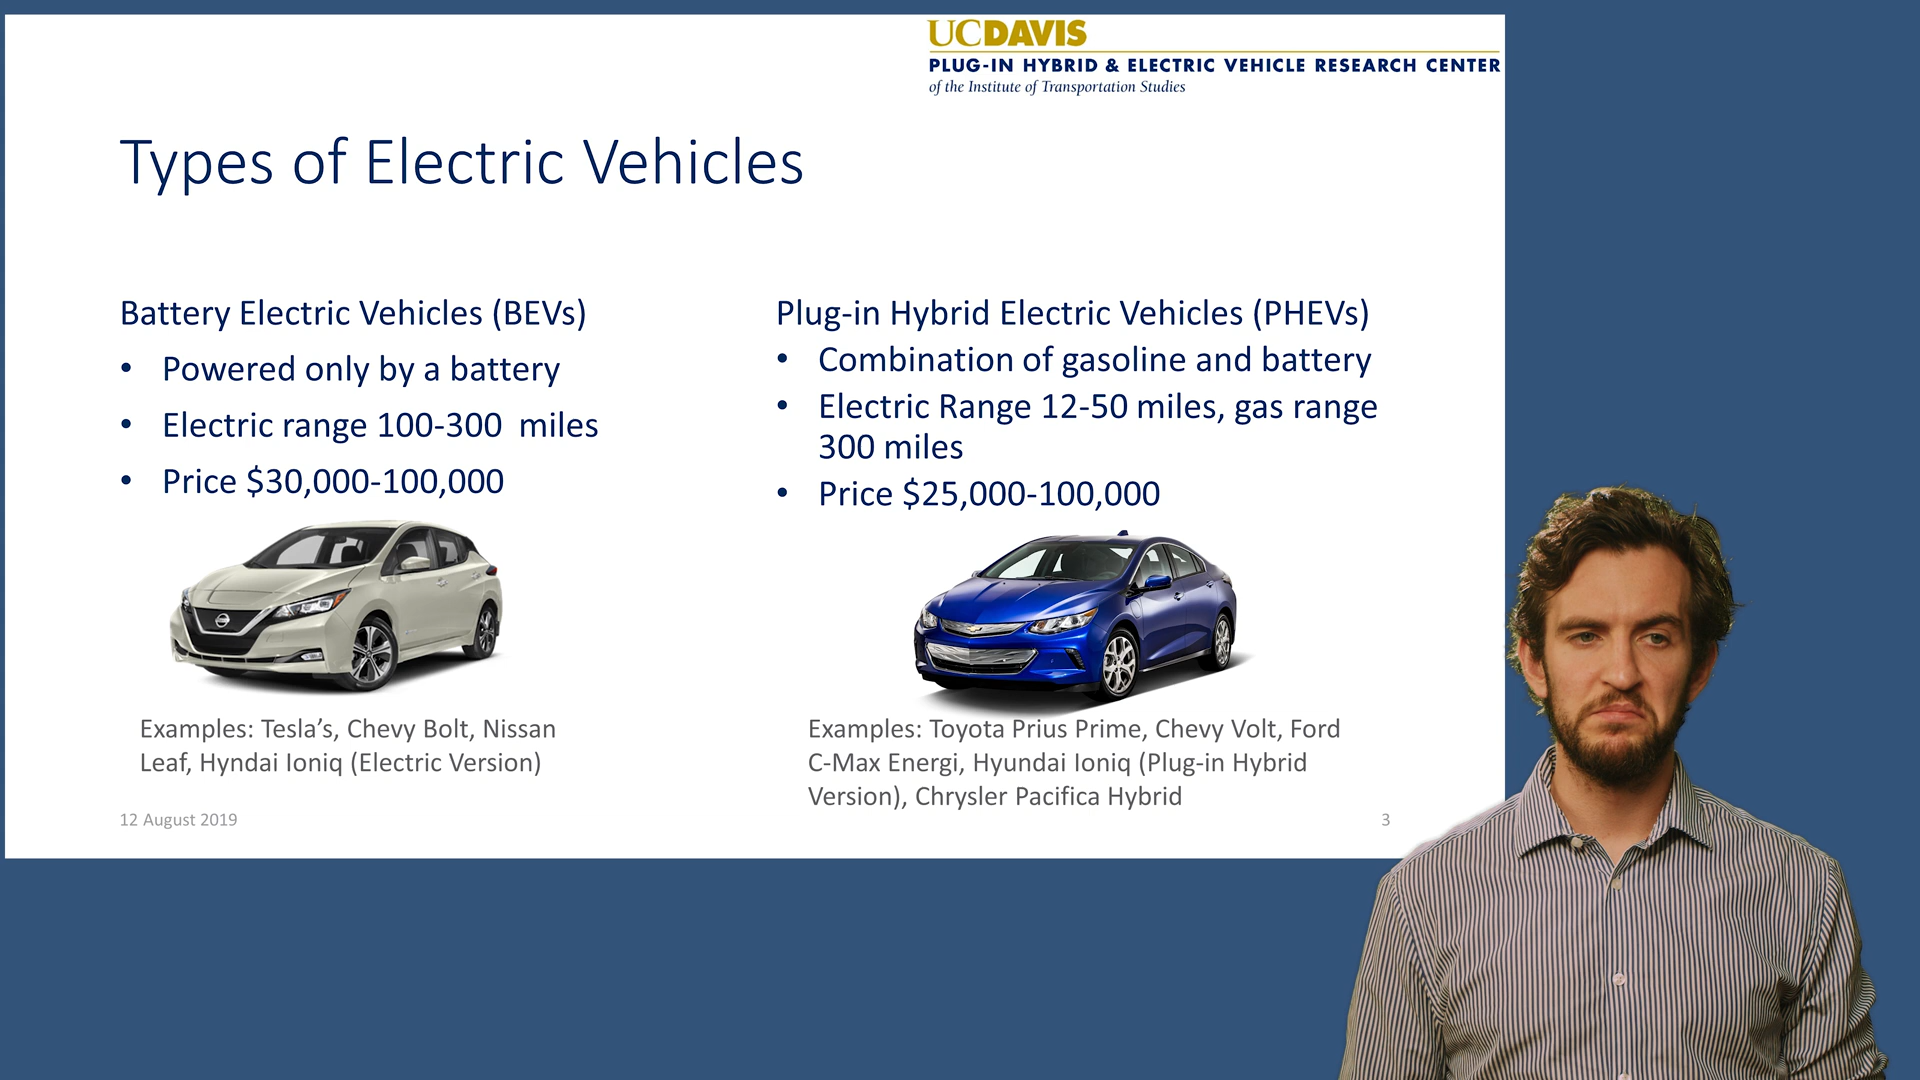 UCDAVIS
PLUG-IN HYBRID & ELECTRIC VEHICLE RESEARCH CENTER
of the Institute of Transportation Studies
Types of Electric Vehicles
Battery Electric Vehicles (BEVs)
• Powered only by a battery
• Electric range 100-300 miles
• Price $30,000-100,000
Examples: Tesla’s, Chevy Bolt, Nissan
Leaf, Hyndai Ioniq (Electric Version)
Plug-in Hybrid Electric Vehicles (PHEVs)
• Combination of gasoline and battery
• Electric Range 12-50 miles, gas range
300 miles
• Price $25,000-100,000
Examples: Toyota Prius Prime, Chevy Volt, Ford
C-Max Energi, Hyundai Ioniq (Plug-in Hybrid
Version), Chrysler Pacifica Hybrid
12 August 2019
3